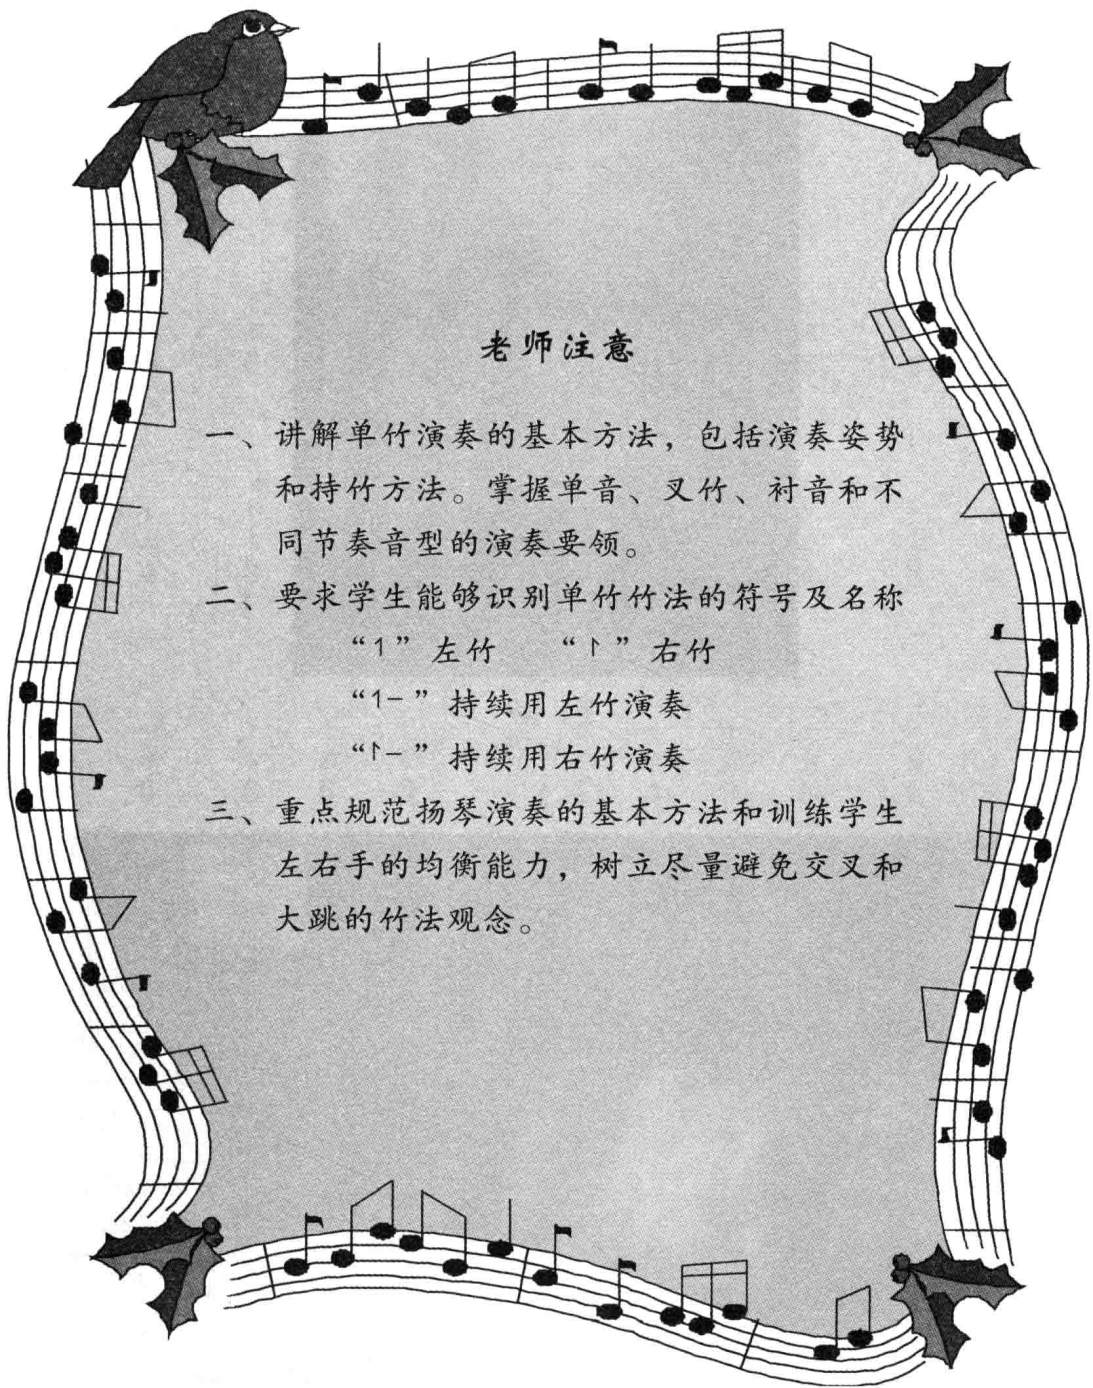 老师注意
一、讲解单竹演奏的基本方法，包括演奏姿势
和持竹方法。掌握单音、叉竹、衬音和不
同节奏音型的演奏要领。
二、要求学生能够识别单竹竹法的符号及名称
“↿”左竹 “↾”右竹
“↿–”持续用左竹演奏
“↾–”持续用右竹演奏
三、重点规范扬琴演奏的基本方法和训练学生
左右手的均衡能力，树立尽量避免交叉和
大跳的竹法观念。